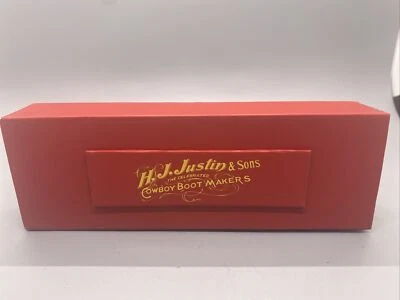 H.J. Justin & Sons
THE CELEBRATED
COWBOY BOOT MAKERS